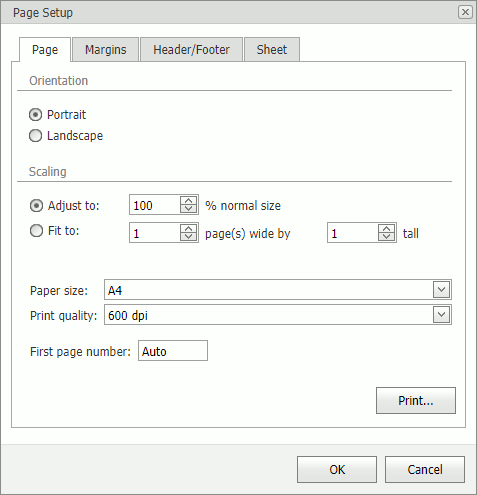 Page Setup
Page Margins Header/Footer Sheet
Orientation
Portrait
Landscape
Scaling
Adjust to: 100 % normal size
Fit to: 1 page(s) wide by 1 tall
Paper size: A4
Print quality: 600 dpi
First page number: Auto
Print...
OK Cancel